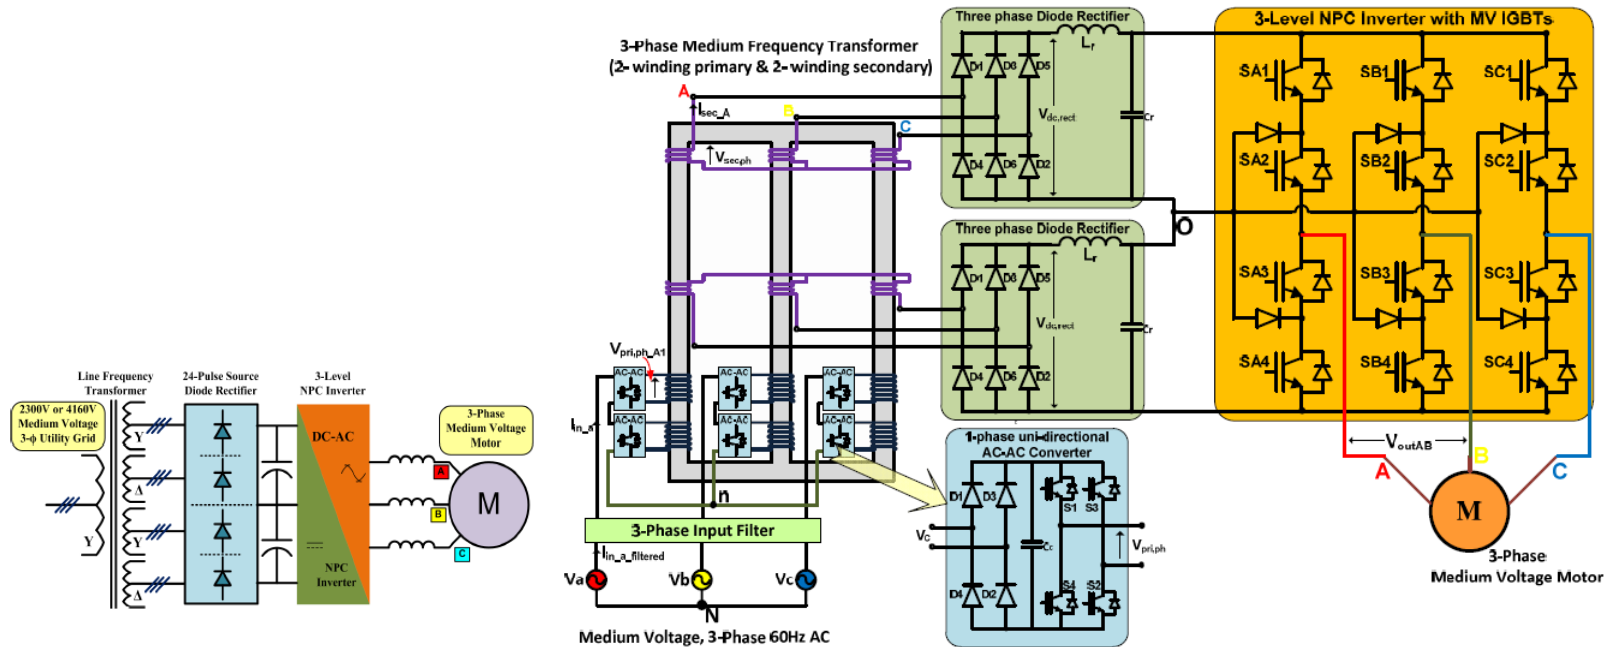 Line Frequency
Transformer
24-Pulse Source
Diode Rectifier
3-Level
NPC Inverter
2300V or 4160V
Medium Voltage
3-ϕ Utility Grid
Y
Y
Δ
Y
Δ
DC-AC
NPC
Inverter
3-Phase
Medium Voltage
Motor
A
B
C
M
3-Phase Medium Frequency Transformer
(2- winding primary & 2- winding secondary)
A
Isec_A
B
C
Vsec,ph
Vpri,ph_A1
AC-AC
AC-AC
AC-AC
AC-AC
AC-AC
AC-AC
Iin_a
n
3-Phase Input Filter
Iin_a_filtered
Va
Vb
Vc
N
Medium Voltage, 3-Phase 60Hz AC
Three phase Diode Rectifier
Lr
D1
D3
D5
Vdc,rect
Cr
D4
D6
D2
Three phase Diode Rectifier
Lr
D1
D3
D5
Vdc,rect
Cr
D4
D6
D2
O
1-phase uni-directional
AC-AC Converter
D1
D3
S1
S3
VC
Cc
Vpri,ph
D4
D2
S4
S2
3-Level NPC Inverter with MV IGBTs
SA1
SB1
SC1
SA2
SB2
SC2
SA3
SB3
SC3
SA4
SB4
SC4
VoutAB
A
B
C
M
3-Phase
Medium Voltage Motor